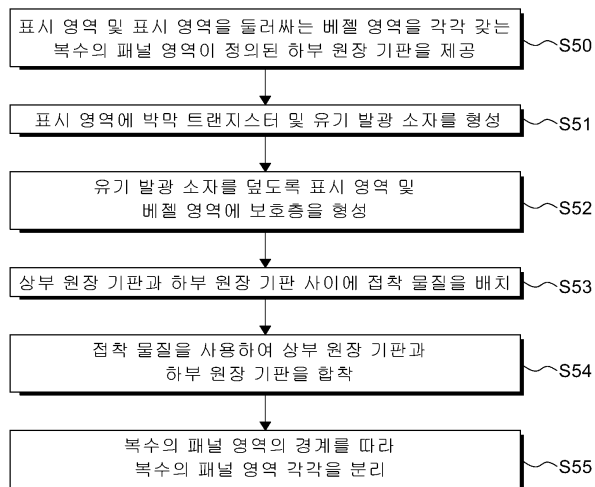 표시 영역 및 표시 영역을 둘러싸는 베젤 영역을 각각 갖는
복수의 패널 영역이 정의된 하부 원장 기판을 제공
S50
표시 영역에 박막 트랜지스터 및 유기 발광 소자를 형성
S51
유기 발광 소자를 덮도록 표시 영역 및
베젤 영역에 보호층을 형성
S52
상부 원장 기판과 하부 원장 기판 사이에 접착 물질을 배치
S53
접착 물질을 사용하여 상부 원장 기판과
하부 원장 기판을 합착
S54
복수의 패널 영역의 경계를 따라
복수의 패널 영역 각각을 분리
S55